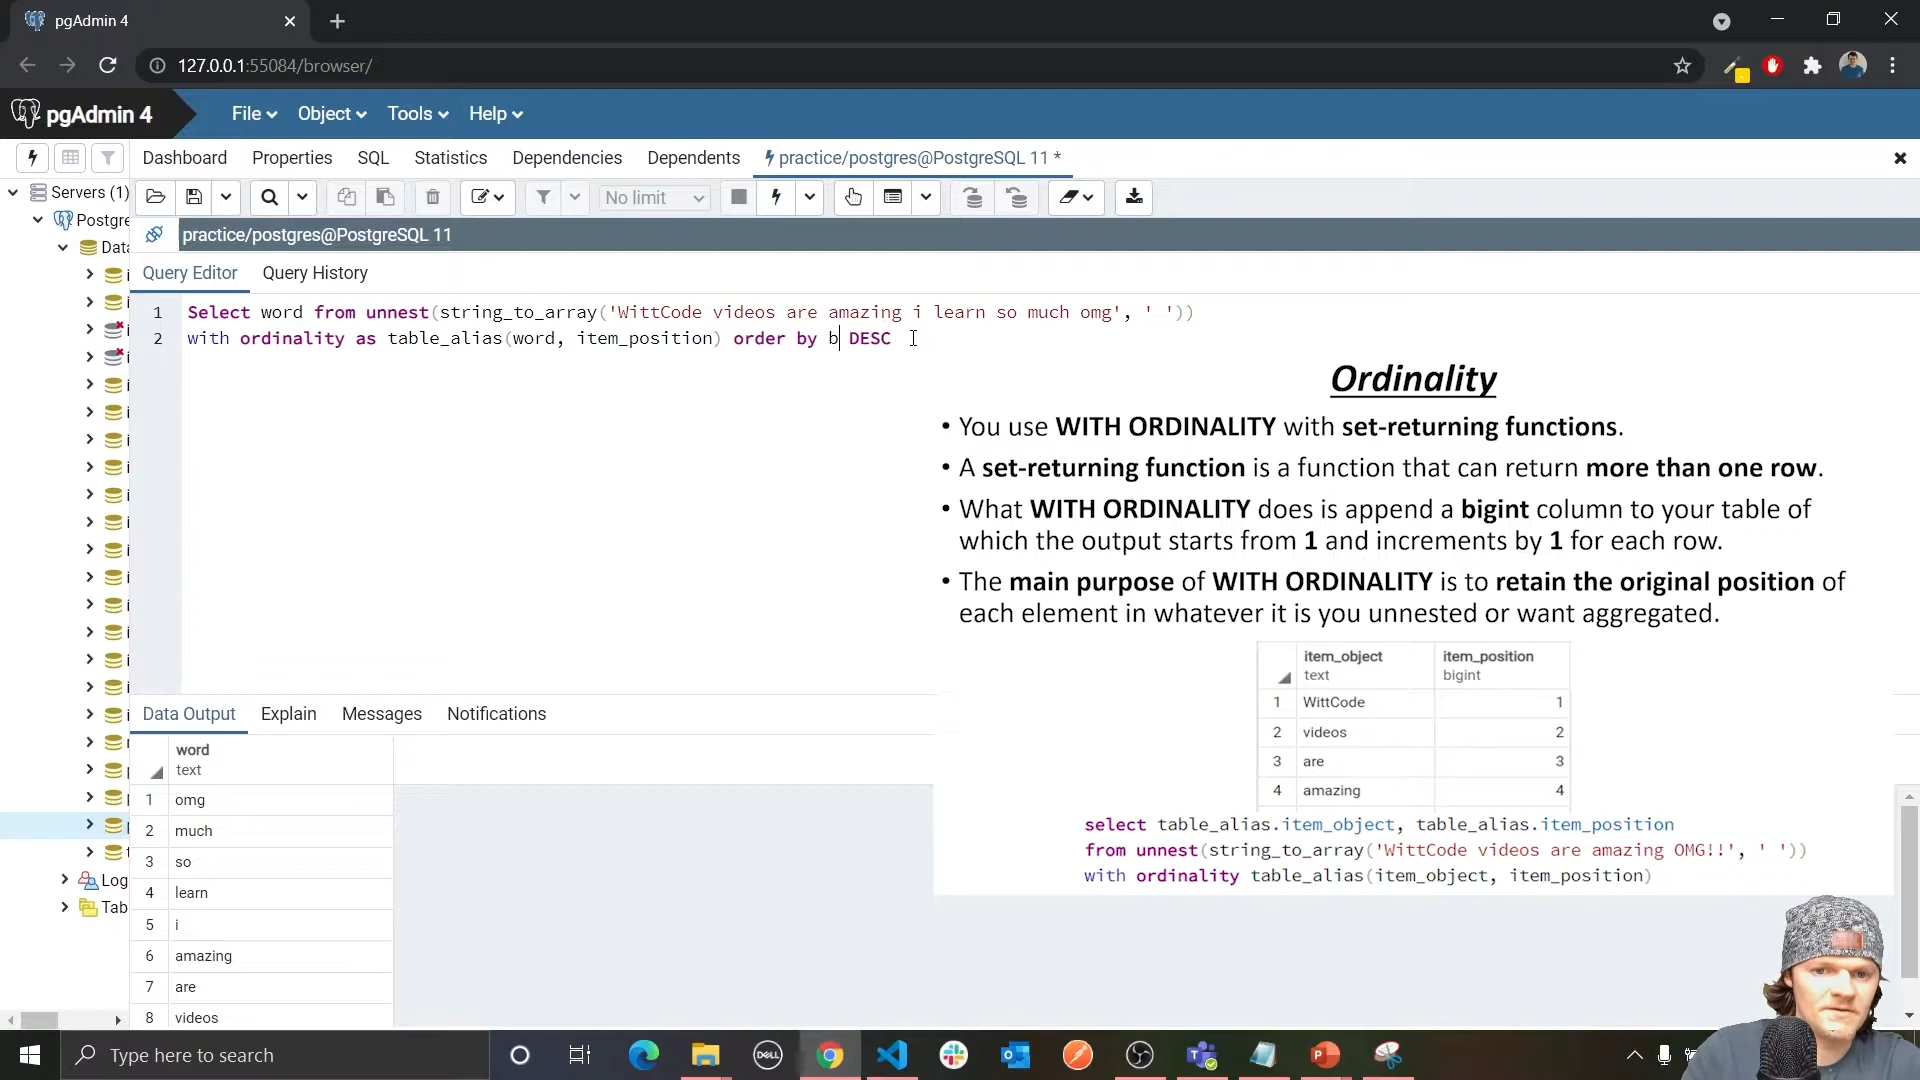 pgAdmin 4
127.0.0.1:55084/browser/
pgAdmin 4
File
Object
Tools
Help
Dashboard
Properties
SQL
Statistics
Dependencies
Dependents
practice/postgres@PostgreSQL 11 *
Servers (1)
No limit
Postgre
practice/postgres@PostgreSQL 11
Data
Query Editor
Query History
1 Select word from unnest(string_to_array('WittCode videos are amazing i learn so much omg', ' '))
2 with ordinality as table_alias(word, item_position) order by b DESC
Ordinality
• You use WITH ORDINALITY with set-returning functions.
• A set-returning function is a function that can return more than one row.
• What WITH ORDINALITY does is append a bigint column to your table of
which the output starts from 1 and increments by 1 for each row.
• The main purpose of WITH ORDINALITY is to retain the original position of
each element in whatever it is you unnested or want aggregated.
item_object item_position
text bigint
1 WittCode 1
2 videos 2
3 are 3
4 amazing 4
select table_alias.item_object, table_alias.item_position
from unnest(string_to_array('WittCode videos are amazing OMG!!', ' '))
with ordinality table_alias(item_object, item_position)
Data Output
Explain
Messages
Notifications
word
text
1 omg
2 much
3 so
4 learn
5 i
6 amazing
7 are
8 videos
Log
Tab
Type here to search
DELL